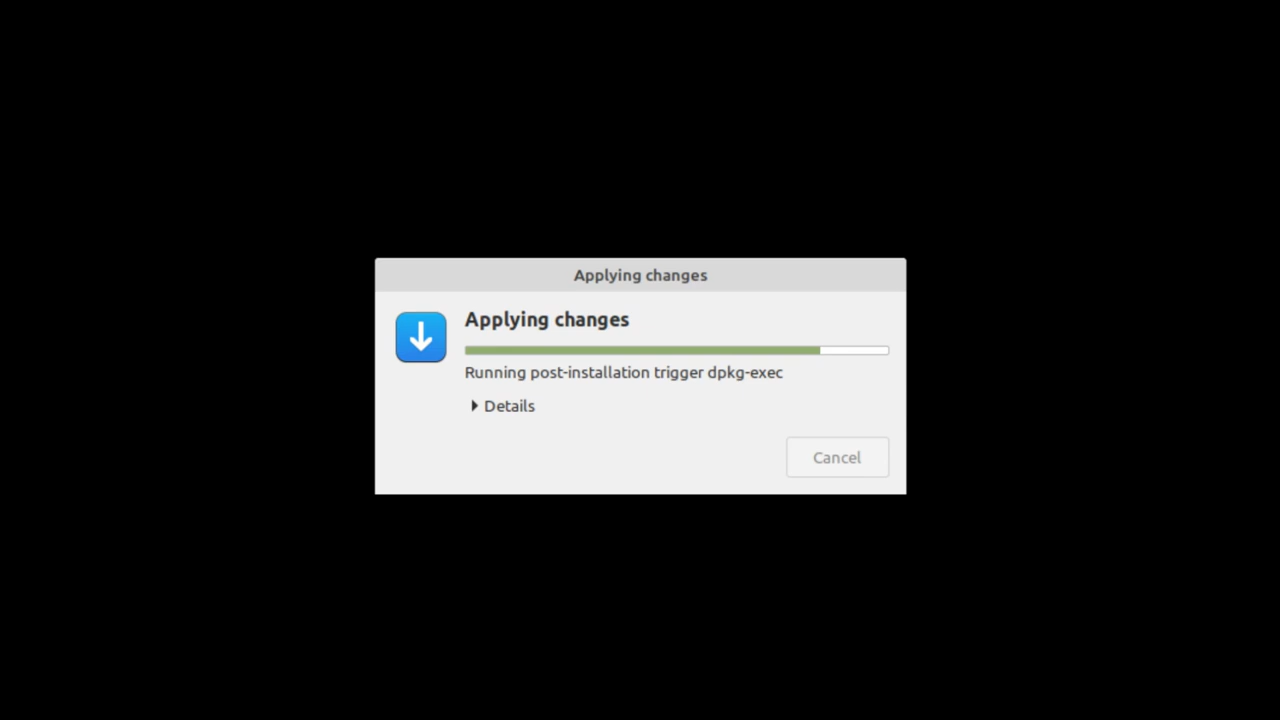 Applying changes
Applying changes
Running post-installation trigger dpkg-exec
Details
Cancel